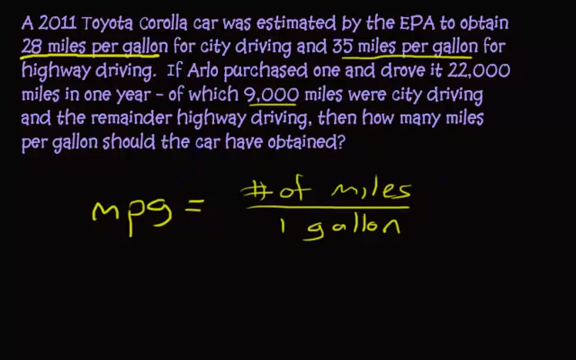 A 2011 Toyota Corolla car was estimated by the EPA to obtain
28 miles per gallon for city driving and 35 miles per gallon for
highway driving. If Arlo purchased one and drove it 22,000
miles in one year - of which 9,000 miles were city driving
and the remainder highway driving, then how many miles
per gallon should the car have obtained?
mpg = # of miles
1 gallon